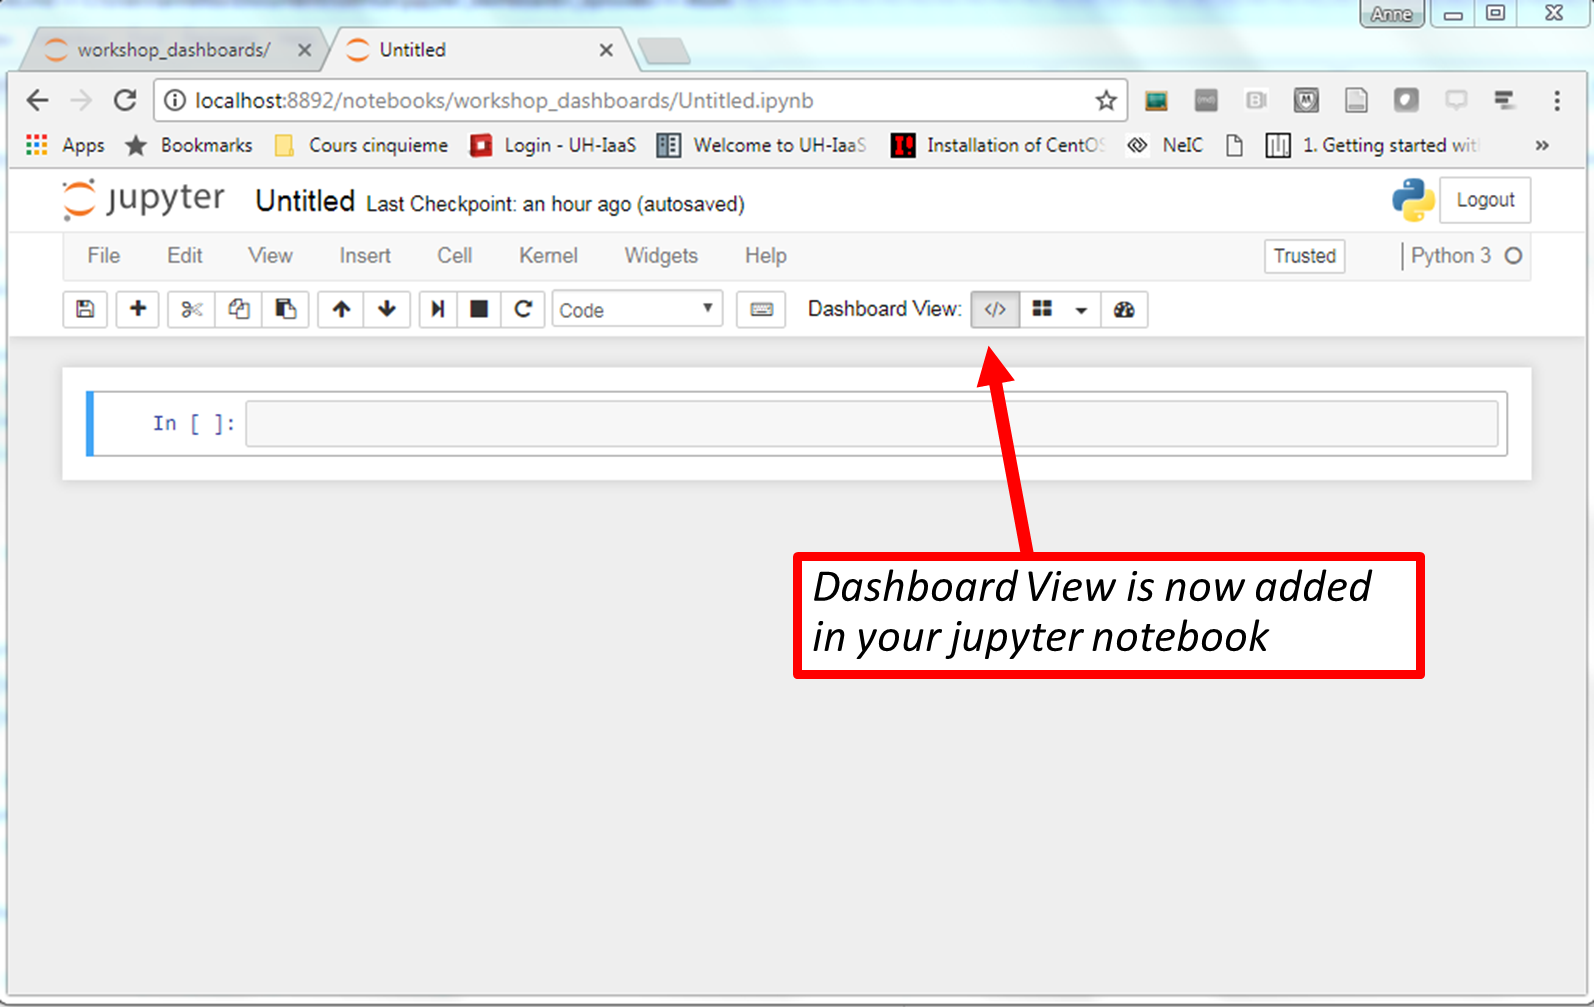 Anne
workshop_dashboards/
Untitled
localhost:8892/notebooks/workshop_dashboards/Untitled.ipynb
Apps Bookmarks Cours cinquieme Login - UH-IaaS Welcome to UH-IaaS Installation of CentOS NeIC 1. Getting started wit »
jupyter Untitled Last Checkpoint: an hour ago (autosaved) Logout
File Edit View Insert Cell Kernel Widgets Help Trusted Python 3
Code Dashboard View: </>
In [ ]:
Dashboard View is now added
in your jupyter notebook